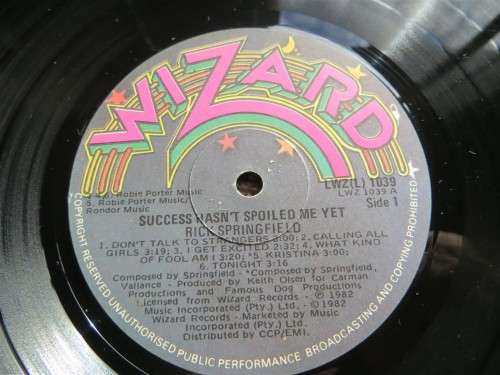 WIZARD
4,6. Robie Porter Music
5. Robie Porter Music/
Rondor Music
LWZ(L) 1039
LWZ 1039 A
Side 1
SUCCESS HASN'T SPOILED ME YET
RICK SPRINGFIELD
1. DON'T TALK TO STRANGERS 3:00; 2. CALLING ALL
GIRLS 3:19; 3. I GET EXCITED 2:32; 4. WHAT KIND
OF FOOL AM I 3:20; *5. KRISTINA 3:00;
6. TONIGHT 3:16
Composed by Springfield - *Composed by Springfield,
Vallance - Produced by Keith Olsen for Carman
Productions and Famous Dog Productions
Licensed from Wizard Records - ℗ 1982
Music Incorporated (Pty.) Ltd. - © 1982
Wizard Records - Marketed by Music
Incorporated (Pty.) Ltd.
Distributed by CCP/EMI.
COPYRIGHT RESERVED UNAUTHORISED PUBLIC PERFORMANCE BROADCASTING AND COPYING PROHIBITED